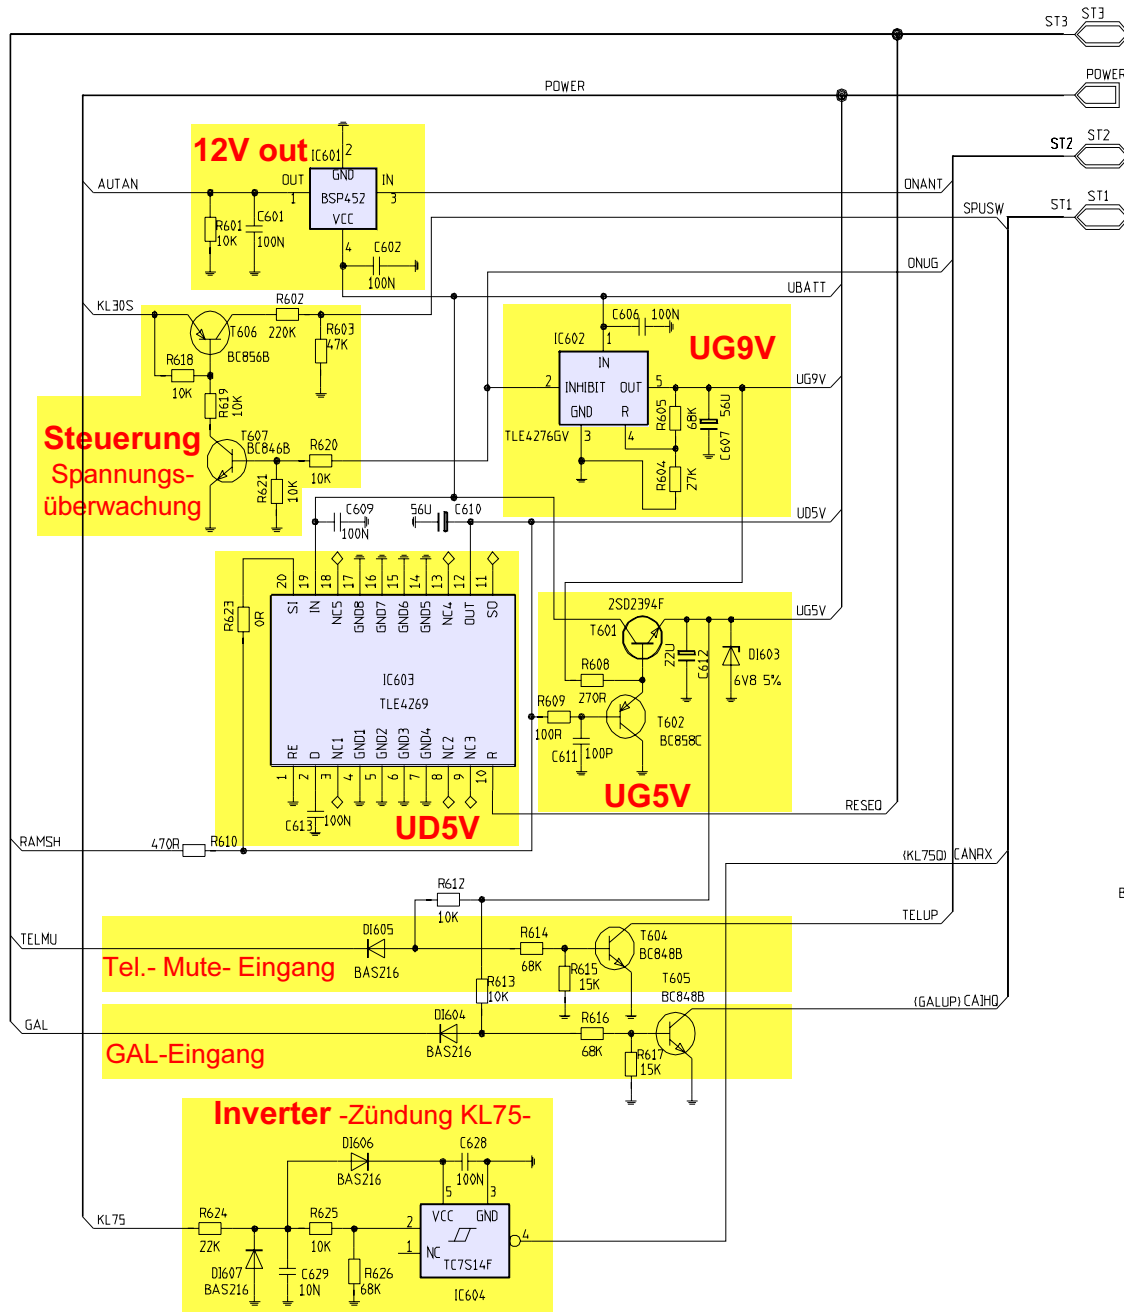 ST3
ST3
POWER
POWER
12V out
IC601
2
GND
OUT
IN
1
BSP452
3
VCC
4
AUTAN
ONANT
ST2
ST2
R601
10K
C601
100N
C602
100N
SPUSW
ST1
ST1
ONUG
UBATT
KL30S
R602
220K
T606
BC856B
R603
47K
R618
10K
R619
10K
C606
100N
IC602
1
UG9V
IN
2
INHIBIT
OUT
5
GND
R
TLE4276GV
3
4
R605
68K
56U
C607
UG9V
R604
27K
Steuerung
Spannungs-
überwachung
T607
BC846B
R620
10K
R621
10K
C609
100N
56U
C610
UD5V
20
19
18
17
16
15
14
13
12
11
SI
IN
NC5
GND8
GND7
GND6
GND5
NC4
OUT
SO
R623
0R
IC603
TLE4269
RE
D
NC1
GND1
GND2
GND3
GND4
NC2
NC3
R
1
2
3
4
5
6
7
8
9
10
C613
100N
UD5V
2SD2394F
T601
UG5V
22U
C612
DI603
6V8 5%
R608
270R
R609
100R
T602
BC858C
C611
100P
UG5V
RESEQ
RAMSH
470R
R610
(KL75Q) CANRX
R612
10K
TELUP
B
TELMU
DI605
BAS216
R614
68K
T604
BC848B
Tel.- Mute- Eingang
R615
15K
R613
10K
T605
BC848B
(GALUP) CAIHQ
GAL
DI604
BAS216
R616
68K
GAL-Eingang
R617
15K
Inverter -Zündung KL75-
DI606
BAS216
C628
100N
5
3
KL75
R624
22K
R625
10K
2
VCC
GND
4
1
NC
TC7S14F
DI607
BAS216
C629
10N
R626
68K
IC604